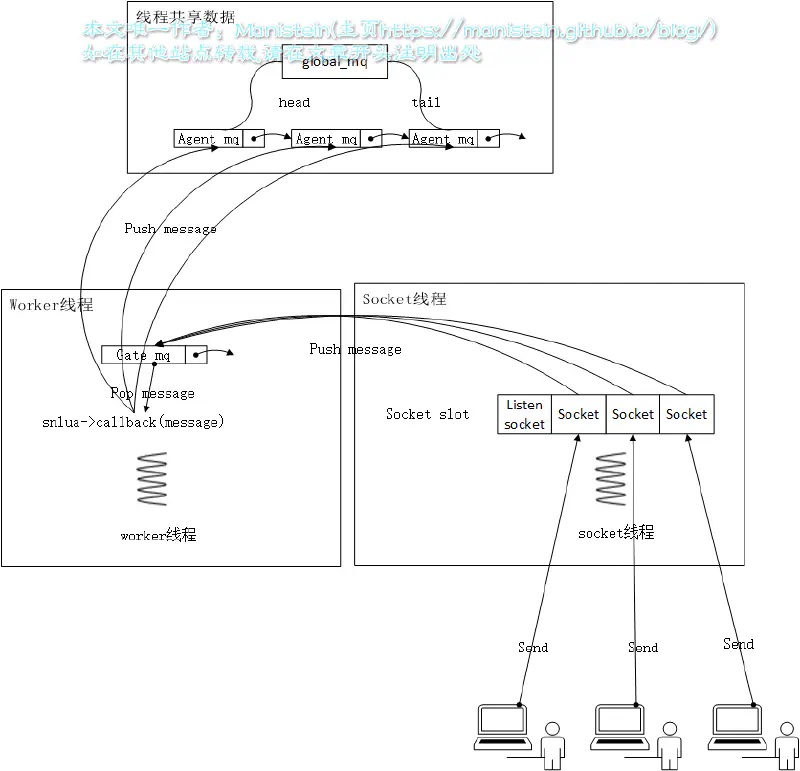 线程共享数据
本文唯一作者：Manistein(主页https://manistein.github.io/blog/)
如在其他站点转载,请在文章开头注明出处
global_mq
head tail
Agent mq Agent mq Agent mq
Push message
Worker线程
Socket线程
Gate mq
Push message
Pop message
snlua->callback(message)
Socket slot
Listen socket Socket Socket Socket
worker线程
socket线程
Send Send Send